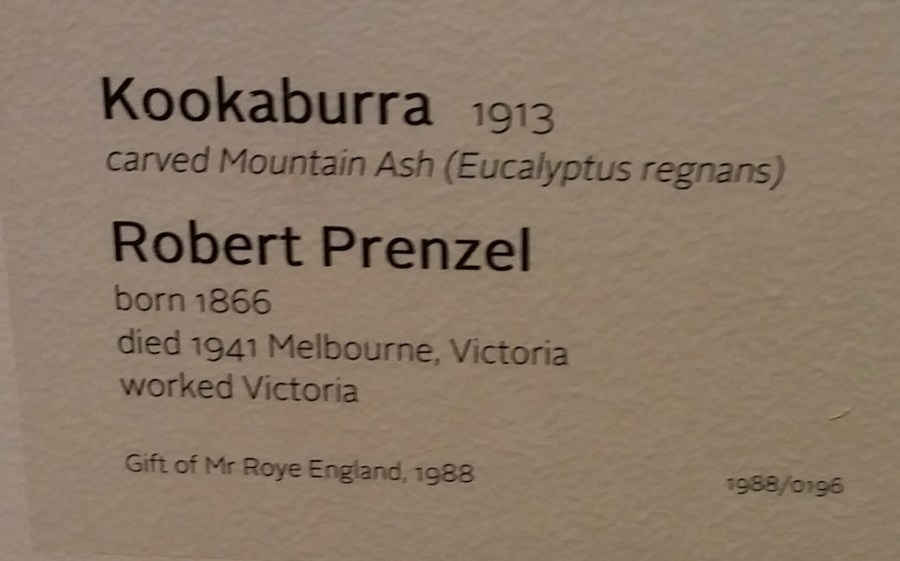 Kookaburra 1913
carved Mountain Ash (Eucalyptus regnans)
Robert Prenzel
born 1866
died 1941 Melbourne, Victoria
worked Victoria
Gift of Mr Roye England, 1988
1988/0196